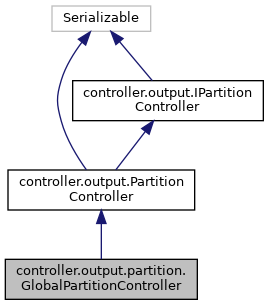 Serializable
controller.output.IPartition
Controller
controller.output.Partition
Controller
controller.output.partition.
GlobalPartitionController